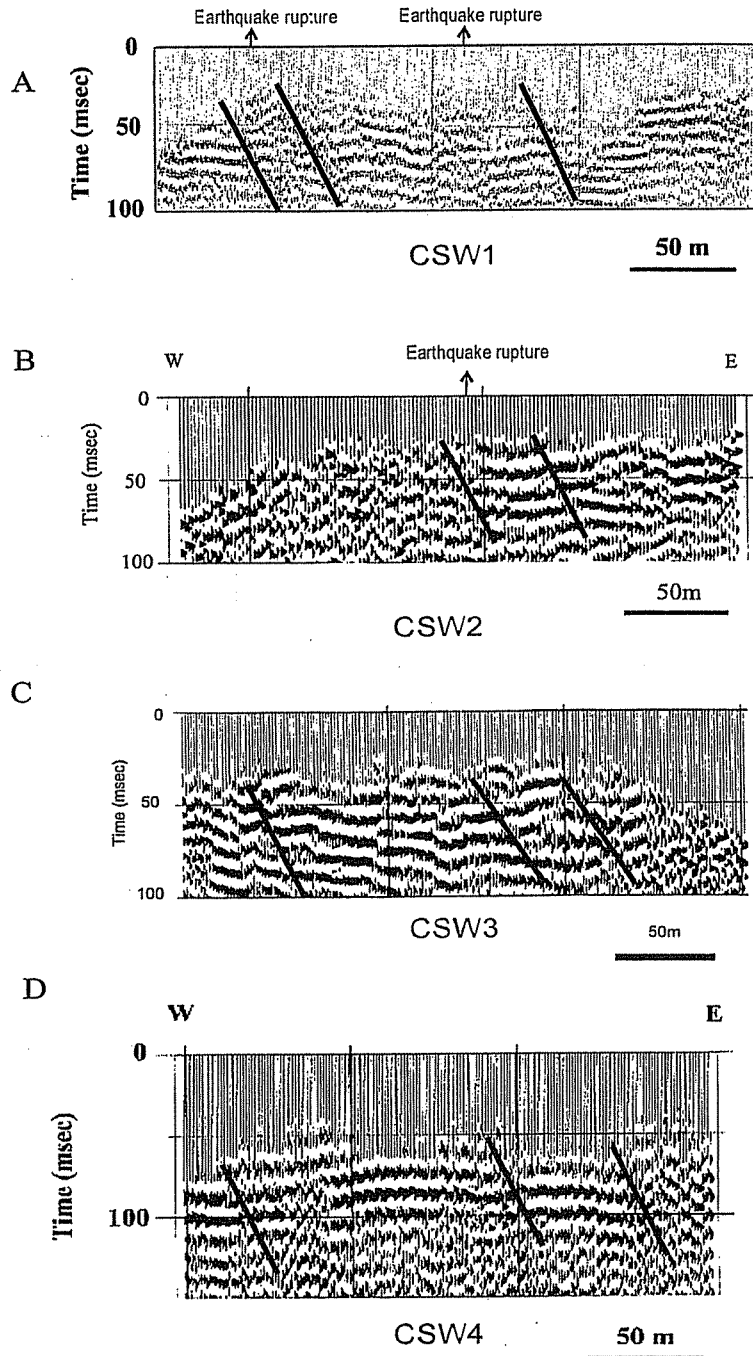 Earthquake rupture Earthquake rupture
A
0
Time (msec)
50
100
CSW1
50 m
B
W
Earthquake rupture
E
0
Time (msec)
50
100
50m
CSW2
C
0
Time (msec)
50
100
CSW3
50m
D
W
E
0
Time (msec)
100
CSW4
50 m